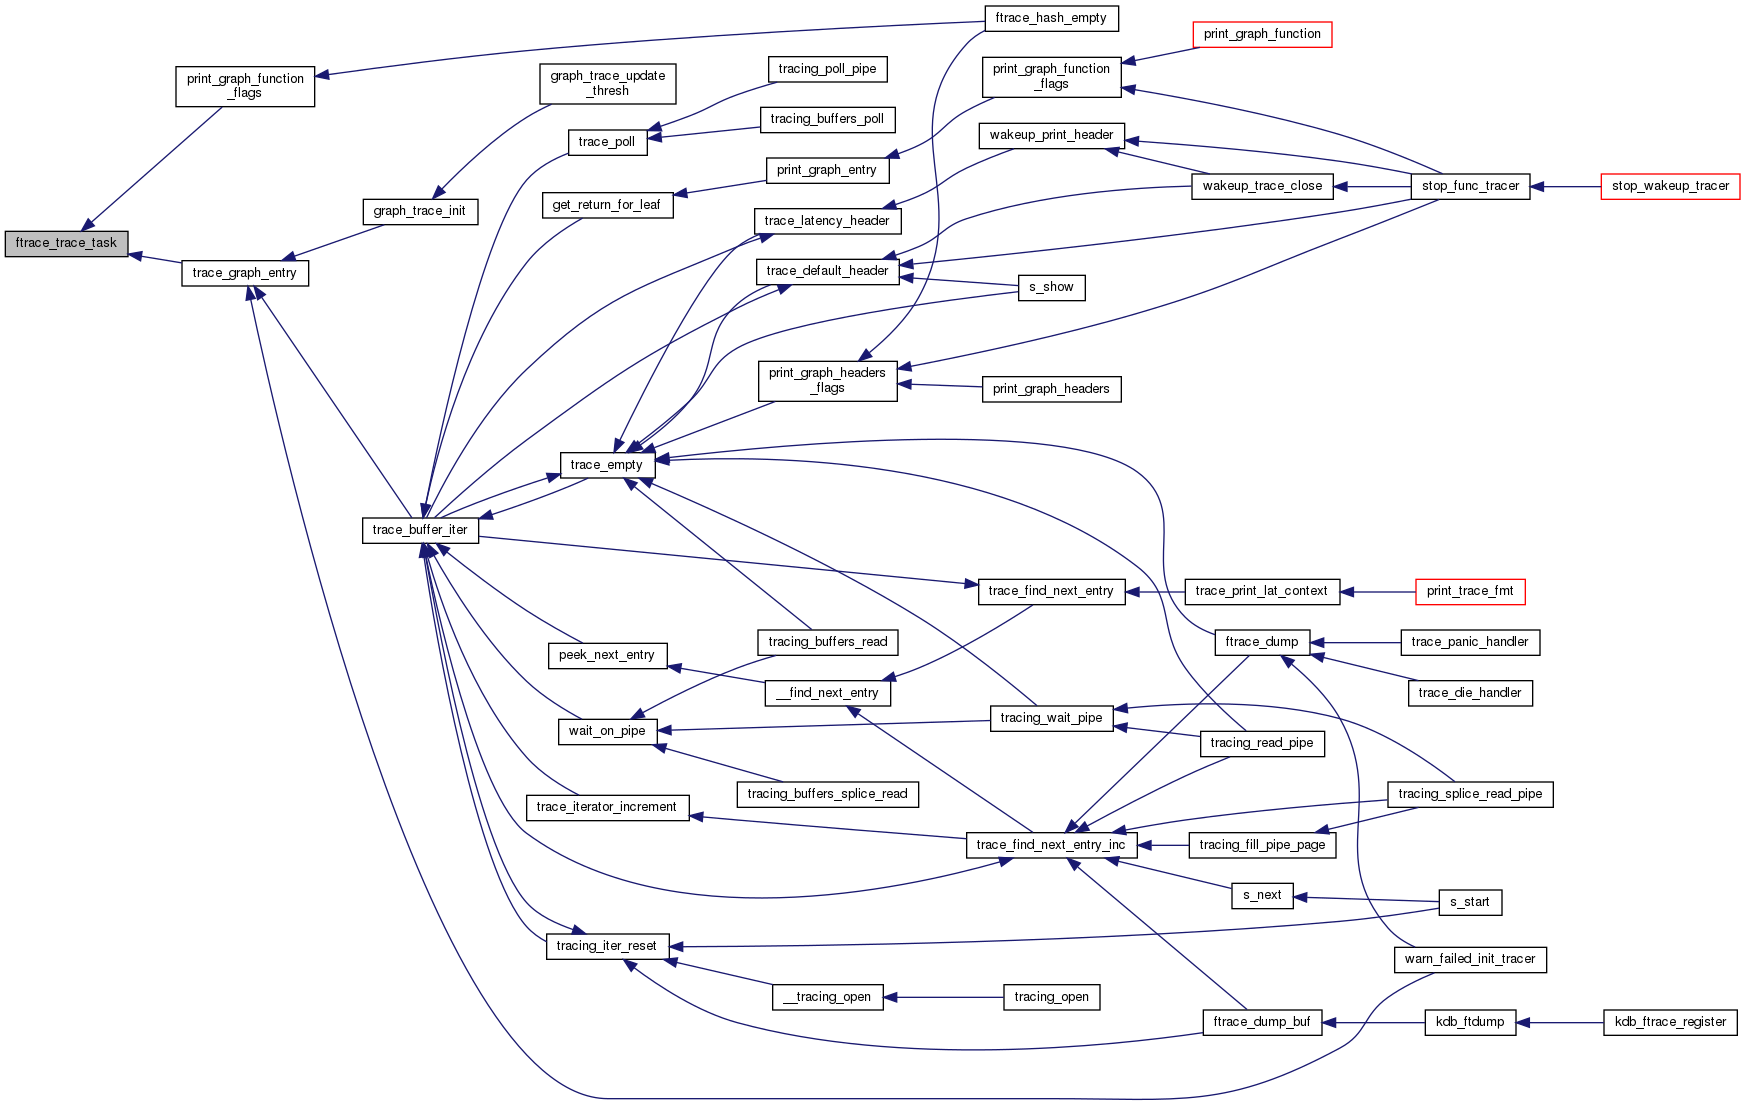 ftrace_trace_task
print_graph_function
_flags
trace_graph_entry
graph_trace_init
trace_buffer_iter
graph_trace_update
_thresh
trace_poll
get_return_for_leaf
trace_empty
peek_next_entry
wait_on_pipe
trace_iterator_increment
tracing_iter_reset
tracing_poll_pipe
tracing_buffers_poll
print_graph_entry
trace_latency_header
trace_default_header
print_graph_headers
_flags
tracing_buffers_read
__find_next_entry
tracing_buffers_splice_read
__tracing_open
ftrace_hash_empty
print_graph_function
_flags
wakeup_print_header
s_show
print_graph_headers
trace_find_next_entry
tracing_wait_pipe
trace_find_next_entry_inc
tracing_open
print_graph_function
wakeup_trace_close
trace_print_lat_context
ftrace_dump
tracing_read_pipe
tracing_fill_pipe_page
s_next
ftrace_dump_buf
stop_func_tracer
print_trace_fmt
trace_panic_handler
trace_die_handler
tracing_splice_read_pipe
s_start
warn_failed_init_tracer
kdb_ftdump
stop_wakeup_tracer
kdb_ftrace_register